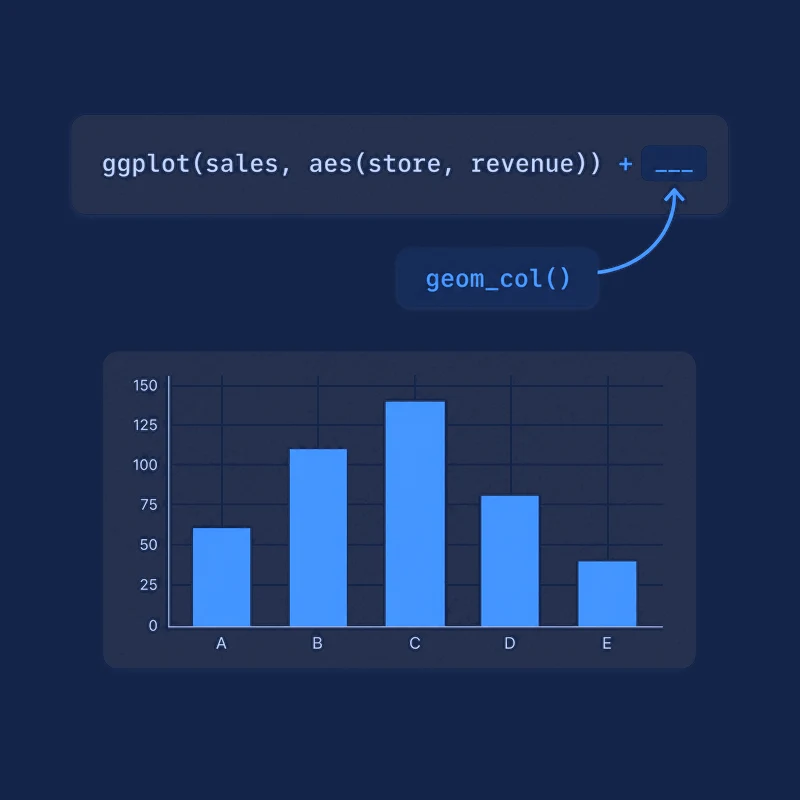 ggplot(sales, aes(store, revenue)) + ___
geom_col()
150
125
100
75
50
25
0
A B C D E